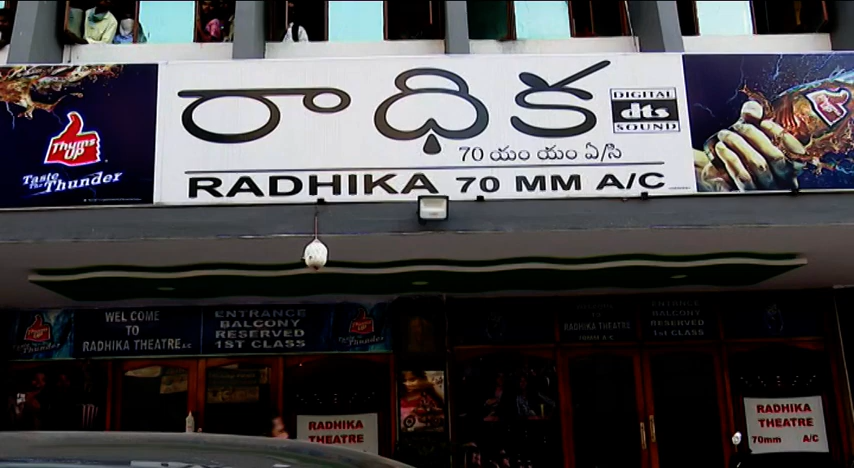 రాధిక
DIGITAL
dts
SOUND
70 యం యం ఏ/సి
RADHIKA 70 MM A/C
Thums Up
Taste The Thunder
WEL COME
TO
RADHIKA THEATRE A.C
ENTRANCE
BALCONY
RESERVED
1ST CLASS
RADHIKA THEATRE
70MM A.C
ENTRANCE
BALCONY
RESERVED
1ST CLASS
RADHIKA
THEATRE
RADHIKA
THEATRE
70mm A/C